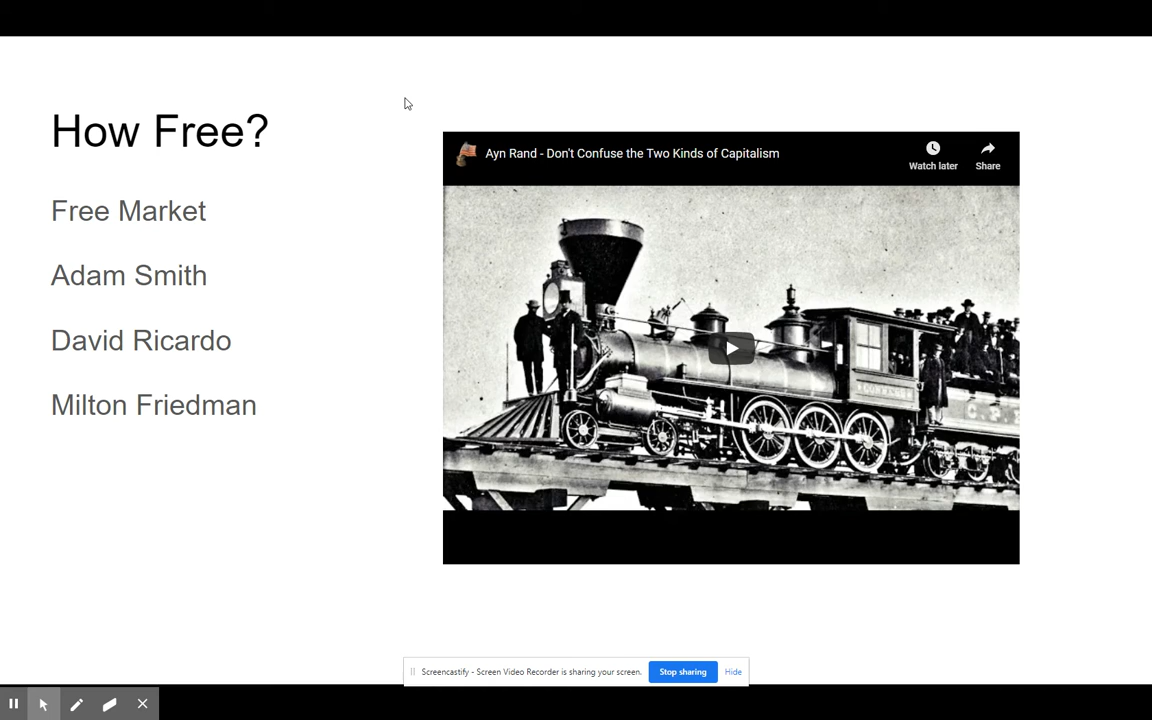 How Free?
Free Market
Adam Smith
David Ricardo
Milton Friedman
Ayn Rand - Don't Confuse the Two Kinds of Capitalism
Watch later
Share
C. P.
Screencastify - Screen Video Recorder is sharing your screen.
Stop sharing
Hide